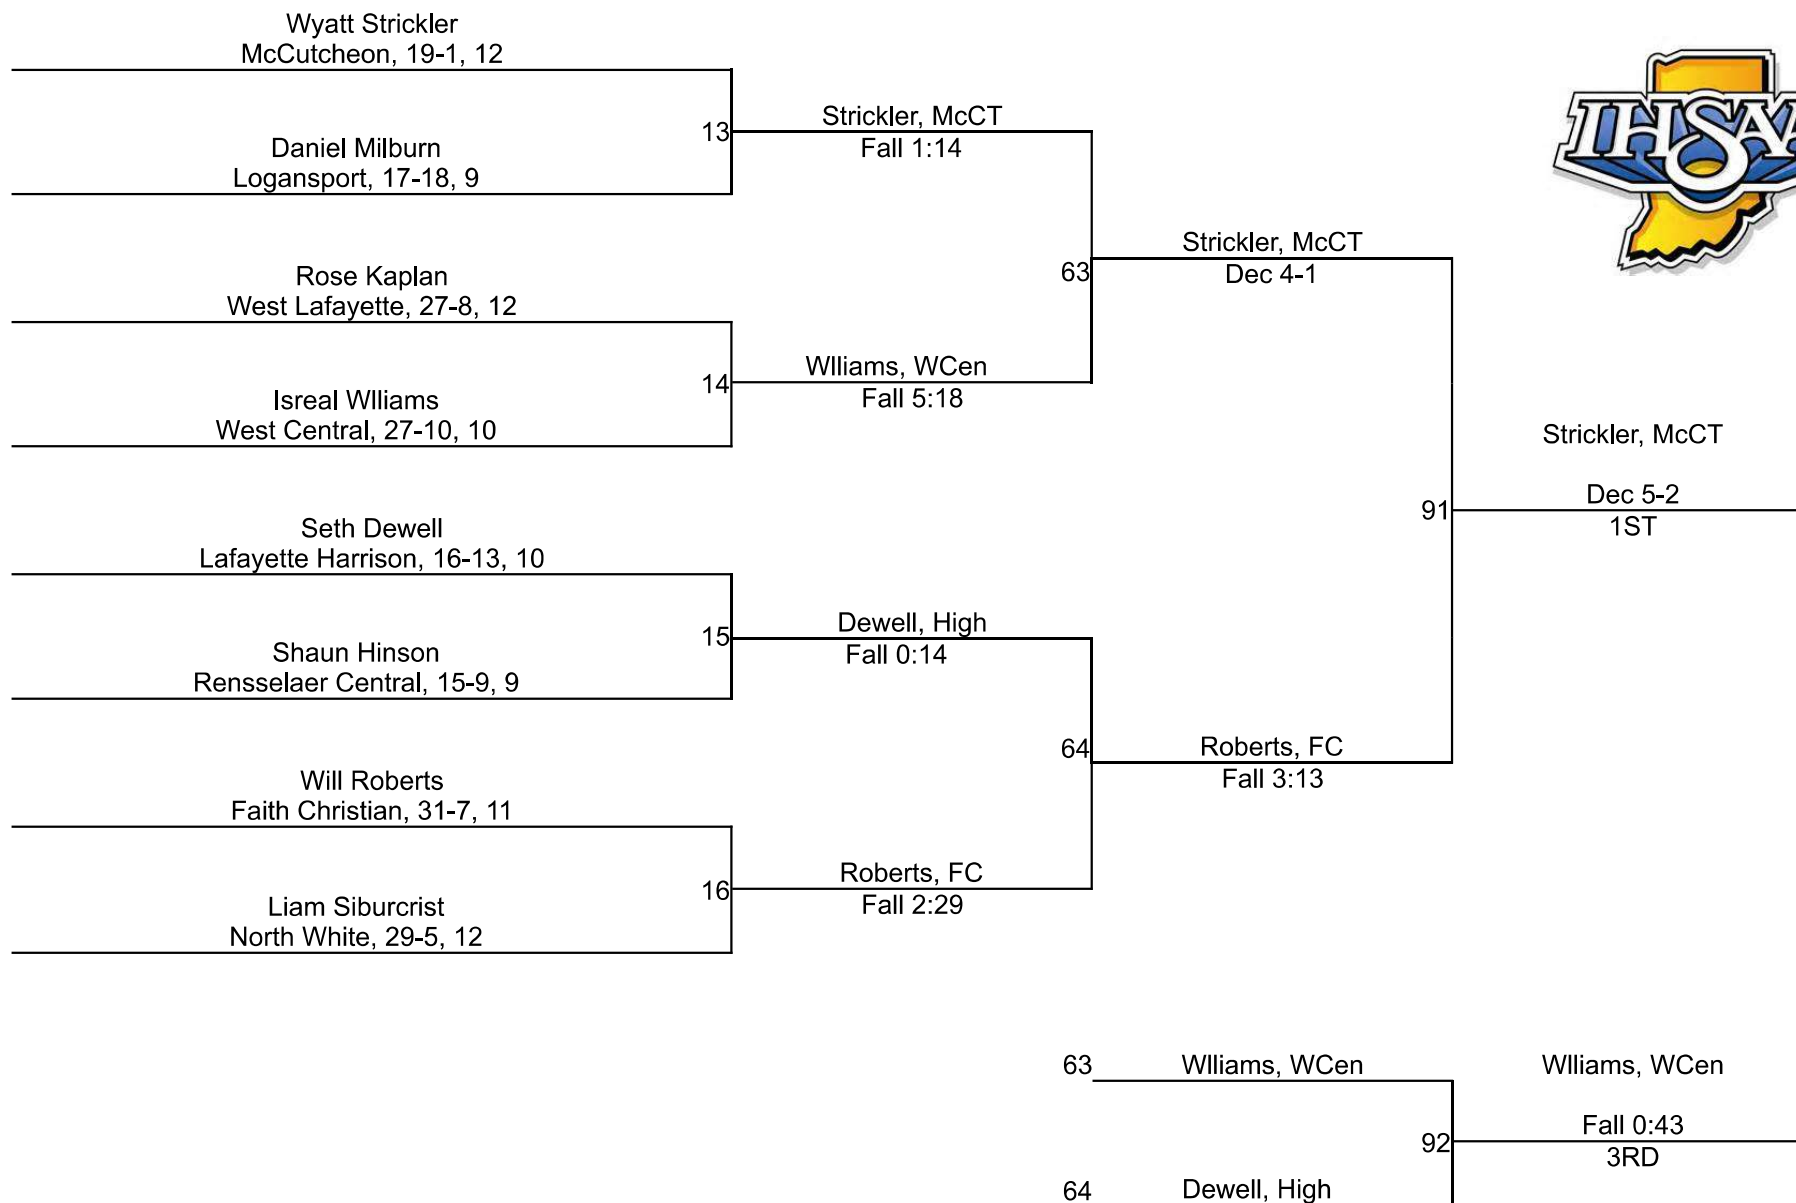 Wyatt Strickler
McCutcheon, 19-1, 12
Daniel Milburn
Logansport, 17-18, 9
Rose Kaplan
West Lafayette, 27-8, 12
Isreal Wlliams
West Central, 27-10, 10
Seth Dewell
Lafayette Harrison, 16-13, 10
Shaun Hinson
Rensselaer Central, 15-9, 9
Will Roberts
Faith Christian, 31-7, 11
Liam Siburcrist
North White, 29-5, 12
13
Strickler, McCT
Fall 1:14
14
Wlliams, WCen
Fall 5:18
15
Dewell, High
Fall 0:14
16
Roberts, FC
Fall 2:29
63
Strickler, McCT
Dec 4-1
64
Roberts, FC
Fall 3:13
IHSAA
91
Strickler, McCT
Dec 5-2
1ST
63
Wlliams, WCen
64
Dewell, High
92
Wlliams, WCen
Fall 0:43
3RD